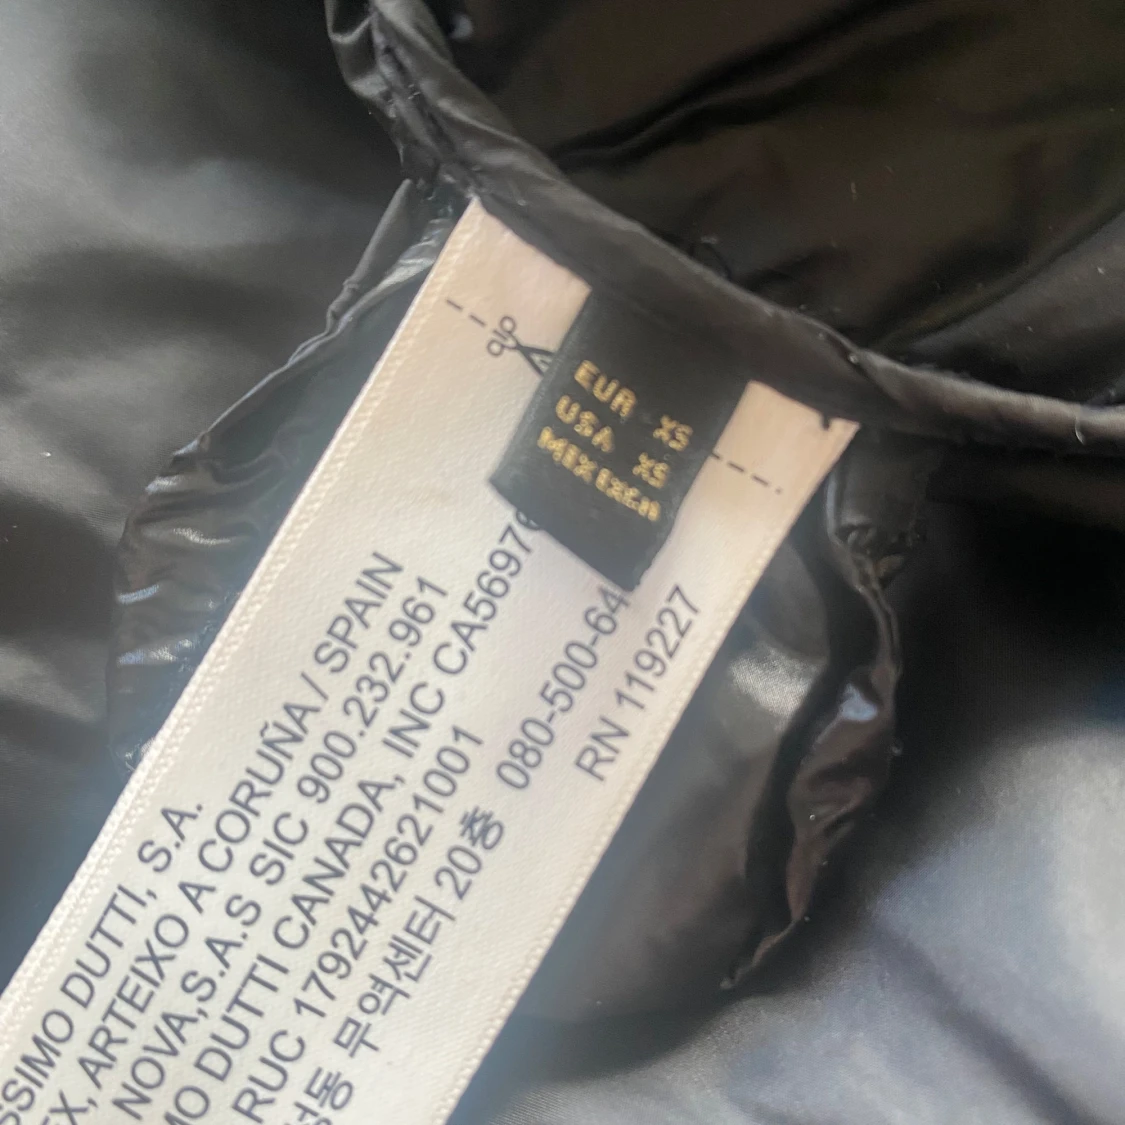 EUR XS
USA XS
SSIMO DUTTI, S.A.
EX, ARTEIXO A CORUÑA / SPAIN
NOVA,S.A.S SIC 900.232.961
MO DUTTI CANADA, INC CA5697
RUC 1792442621001
동 무역센터 20층 080-500-64
RN 119227